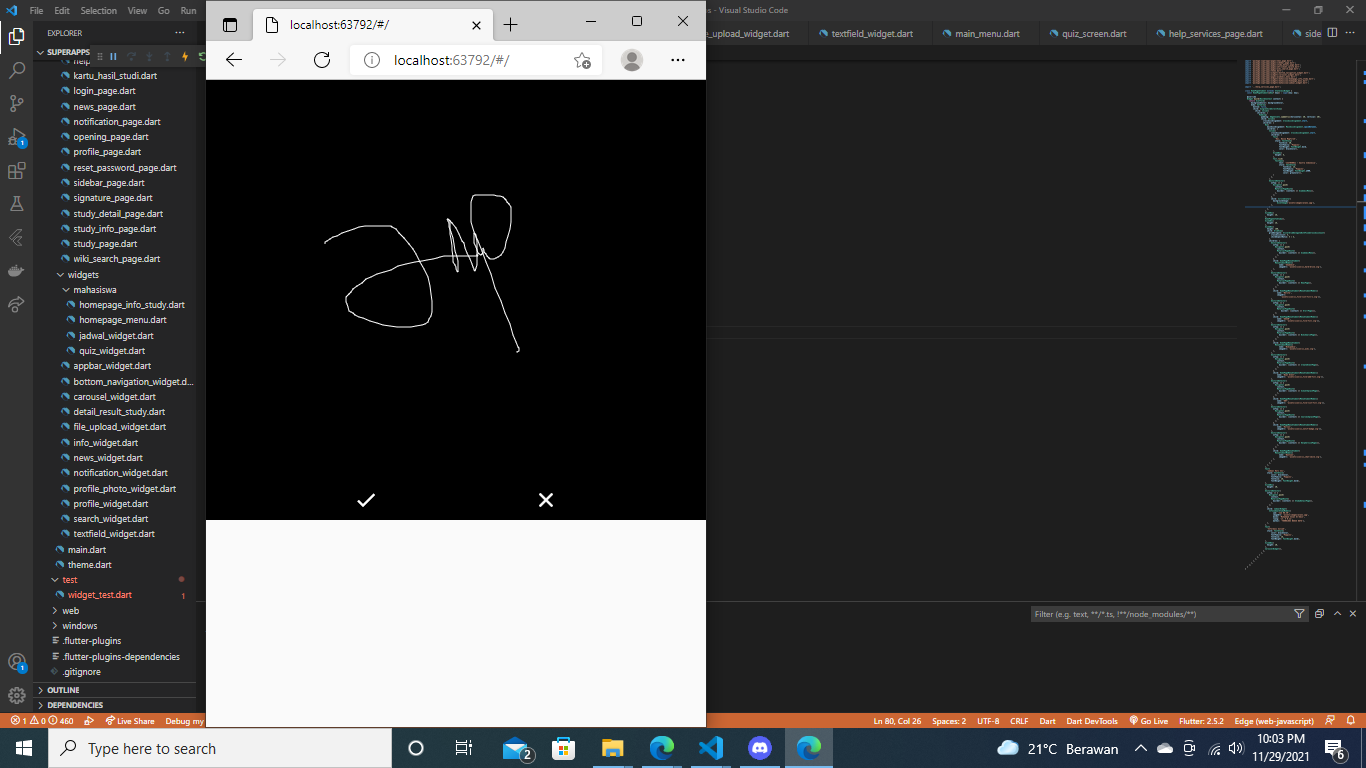 File Edit Selection View Go Run
- Visual Studio Code
localhost:63792/#/
localhost:63792/#/
EXPLORER
SUPERAPPS
kartu_hasil_studi.dart
login_page.dart
news_page.dart
notification_page.dart
opening_page.dart
profile_page.dart
reset_password_page.dart
sidebar_page.dart
signature_page.dart
study_detail_page.dart
study_info_page.dart
study_page.dart
wiki_search_page.dart
widgets
mahasiswa
homepage_info_study.dart
homepage_menu.dart
jadwal_widget.dart
quiz_widget.dart
appbar_widget.dart
bottom_navigation_widget.d...
carousel_widget.dart
detail_result_study.dart
file_upload_widget.dart
info_widget.dart
news_widget.dart
notification_widget.dart
profile_photo_widget.dart
profile_widget.dart
search_widget.dart
textfield_widget.dart
main.dart
theme.dart
test
widget_test.dart 1
web
windows
.flutter-plugins
.flutter-plugins-dependencies
.gitignore
OUTLINE
DEPENDENCIES
e_upload_widget.dart textfield_widget.dart main_menu.dart quiz_screen.dart help_services_page.dart side
Filter (e.g. text, **/*.ts, !**/node_modules/**)
1 0 460 Live Share Debug my
Ln 80, Col 26 Spaces: 2 UTF-8 CRLF Dart Dart DevTools Go Live Flutter: 2.5.2 Edge (web-javascript)
Type here to search
2
21°C Berawan
10:03 PM
11/29/2021
6